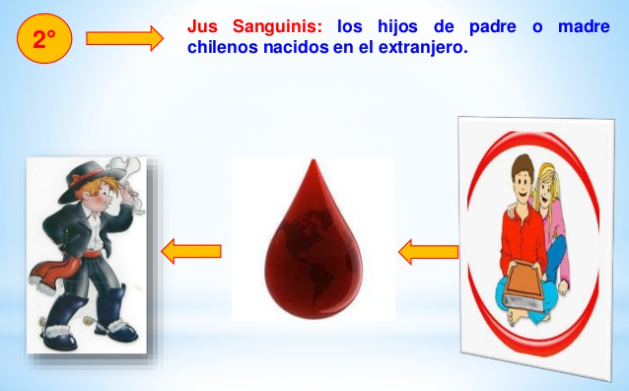 2°
Jus Sanguinis: los hijos de padre o madre
chilenos nacidos en el extranjero.